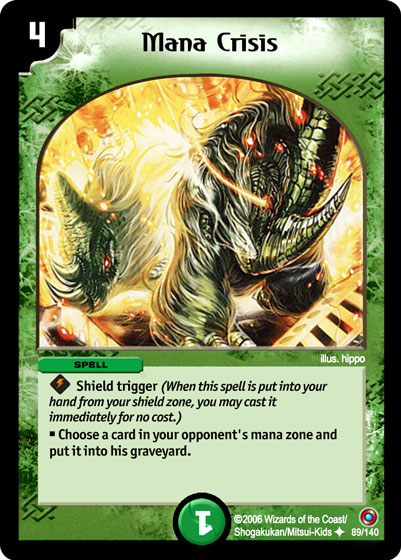 4
Mana Crisis
illus. hippo
SPELL
Shield trigger (When this spell is put into your
hand from your shield zone, you may cast it
immediately for no cost.)
▪ Choose a card in your opponent's mana zone and
put it into his graveyard.
1
©2006 Wizards of the Coast/
Shogakukan/Mitsui-Kids ✦ 89/140